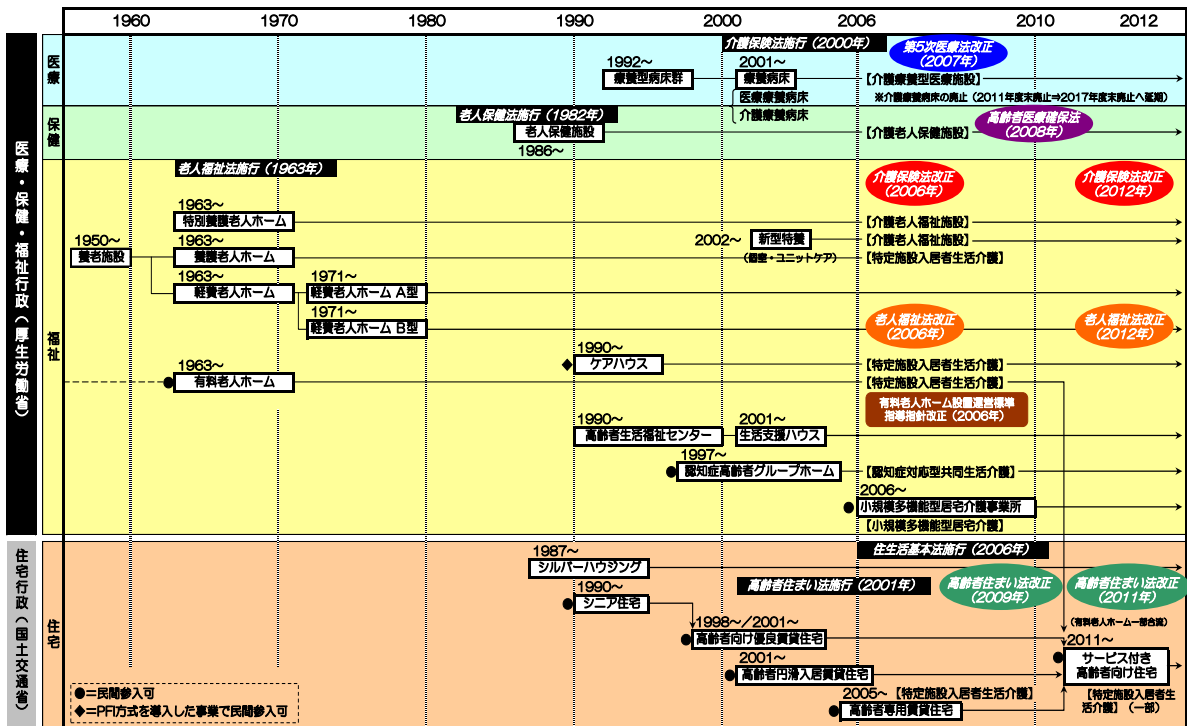 1960 1970 1980 1990 2000 2006 2010 2012
医療・保健・福祉行政（厚生労働省）
医療
介護保険法施行（2000年）
第5次医療法改正
（2007年）
1992〜
療養型病床群
2001〜
療養病床
医療療養病床
介護療養病床
【介護療養型医療施設】
※介護療養病床の廃止（2011年度末廃止⇒2017年度末廃止へ延期）
保健
老人保健法施行（1982年）
老人保健施設
1986〜
【介護老人保健施設】
高齢者医療確保法
（2008年）
福祉
老人福祉法施行（1963年）
介護保険法改正
（2006年）
介護保険法改正
（2012年）
1963〜
特別養護老人ホーム
【介護老人福祉施設】
2002〜
新型特養
（個室・ユニットケア）
【介護老人福祉施設】
1950〜
養老施設
1963〜
養護老人ホーム
【特定施設入居者生活介護】
1963〜
軽費老人ホーム
1971〜
軽費老人ホーム A型
1971〜
軽費老人ホーム B型
老人福祉法改正
（2006年）
老人福祉法改正
（2012年）
1990〜
ケアハウス
【特定施設入居者生活介護】
1963〜
有料老人ホーム
【特定施設入居者生活介護】
有料老人ホーム設置運営標準
指導指針改正（2006年）
1990〜
高齢者生活福祉センター
2001〜
生活支援ハウス
1997〜
認知症高齢者グループホーム
【認知症対応型共同生活介護】
2006〜
小規模多機能型居宅介護事業所
【小規模多機能型居宅介護】
住宅行政（国土交通省）
住宅
住生活基本法施行（2006年）
1987〜
シルバーハウジング
高齢者住まい法施行（2001年）
高齢者住まい法改正
（2009年）
高齢者住まい法改正
（2011年）
1990〜
シニア住宅
（有料老人ホーム一部合流）
1998〜／2001〜
高齢者向け優良賃貸住宅
2011〜
サービス付き
高齢者向け住宅
2001〜
高齢者円滑入居賃貸住宅
【特定施設入居者生
活介護】（一部）
2005〜【特定施設入居者生活介護】
高齢者専用賃貸住宅
●＝民間参入可
◆＝PFI方式を導入した事業で民間参入可